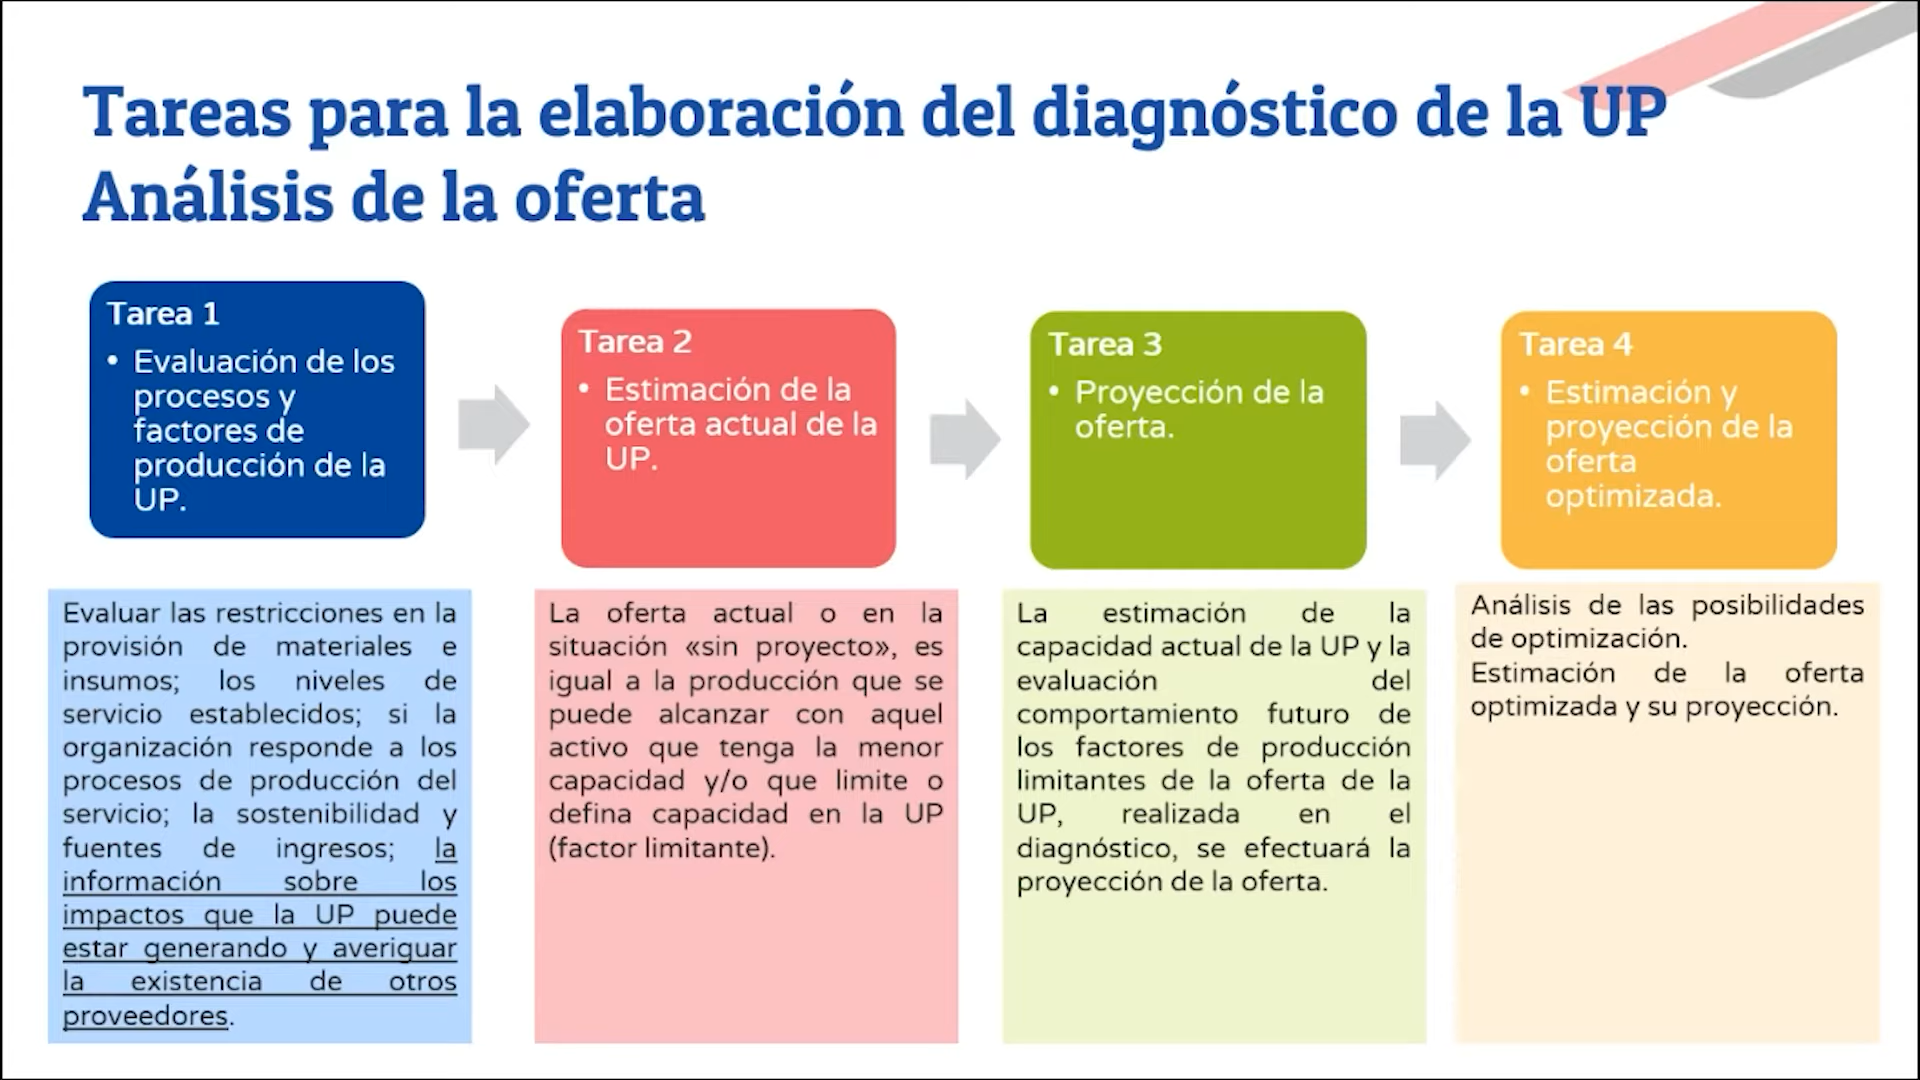 Tareas para la elaboración del diagnóstico de la UP
Análisis de la oferta
Tarea 1
• Evaluación de los
procesos y
factores de
producción de la
UP.
Tarea 2
• Estimación de la
oferta actual de la
UP.
Tarea 3
• Proyección de la
oferta.
Tarea 4
• Estimación y
proyección de la
oferta
optimizada.
Evaluar las restricciones en la
provisión de materiales e
insumos; los niveles de
servicio establecidos; si la
organización responde a los
procesos de producción del
servicio; la sostenibilidad y
fuentes de ingresos; la
información sobre los
impactos que la UP puede
estar generando y averiguar
la existencia de otros
proveedores.
La oferta actual o en la
situación «sin proyecto», es
igual a la producción que se
puede alcanzar con aquel
activo que tenga la menor
capacidad y/o que limite o
defina capacidad en la UP
(factor limitante).
La estimación de la
capacidad actual de la UP y la
evaluación del
comportamiento futuro de
los factores de producción
limitantes de la oferta de la
UP, realizada en el
diagnóstico, se efectuará la
proyección de la oferta.
Análisis de las posibilidades
de optimización.
Estimación de la oferta
optimizada y su proyección.